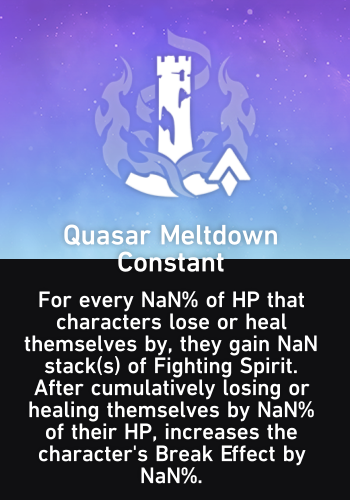 Quasar Meltdown
Constant
For every NaN% of HP that
characters lose or heal
themselves by, they gain NaN
stack(s) of Fighting Spirit.
After cumulatively losing or
healing themselves by NaN%
of their HP, increases the
character's Break Effect by
NaN%.